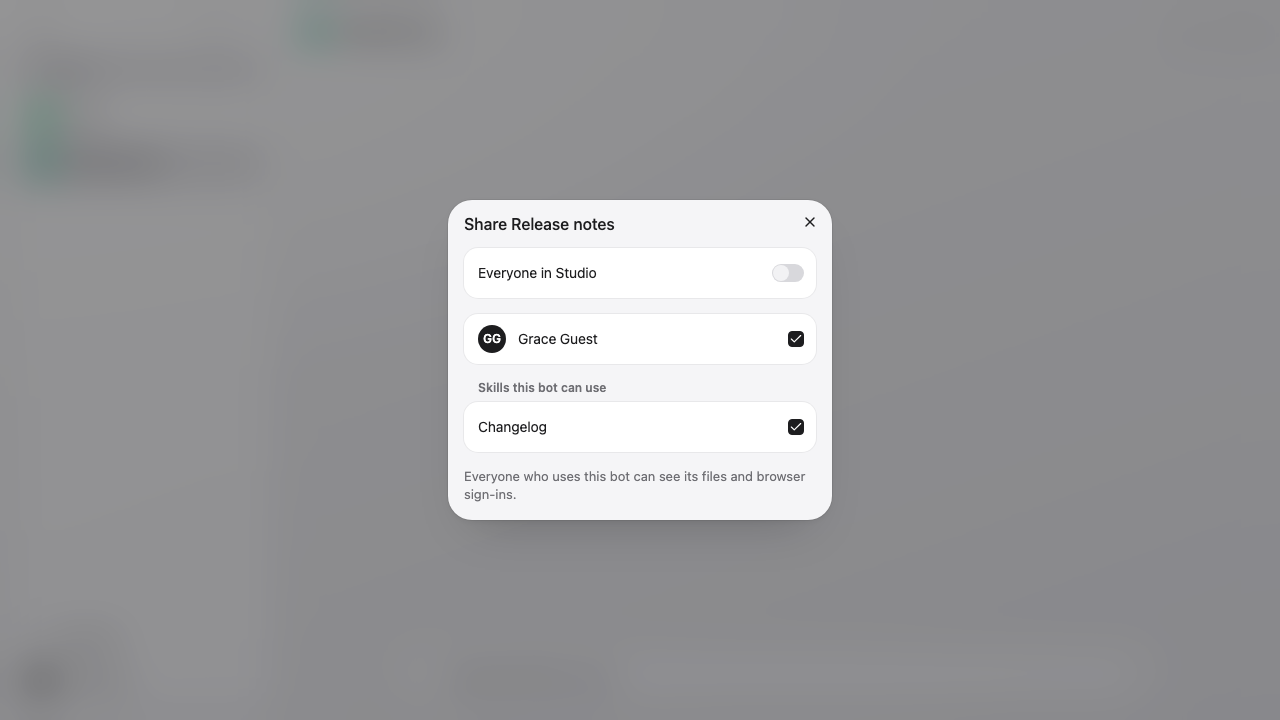 Share Release notes
Everyone in Studio
GG Grace Guest
Skills this bot can use
Changelog
Everyone who uses this bot can see its files and browser
sign-ins.